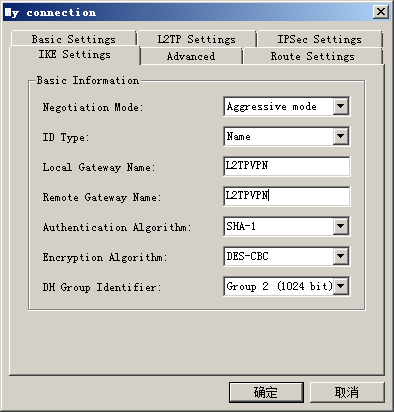 My connection
Basic Settings L2TP Settings IPSec Settings
IKE Settings Advanced Route Settings
Basic Information
Negotiation Mode: Aggressive mode
ID Type: Name
Local Gateway Name: L2TPVPN
Remote Gateway Name: L2TPVPN
Authentication Algorithm: SHA-1
Encryption Algorithm: DES-CBC
DH Group Identifier: Group 2 (1024 bit)
确定 取消